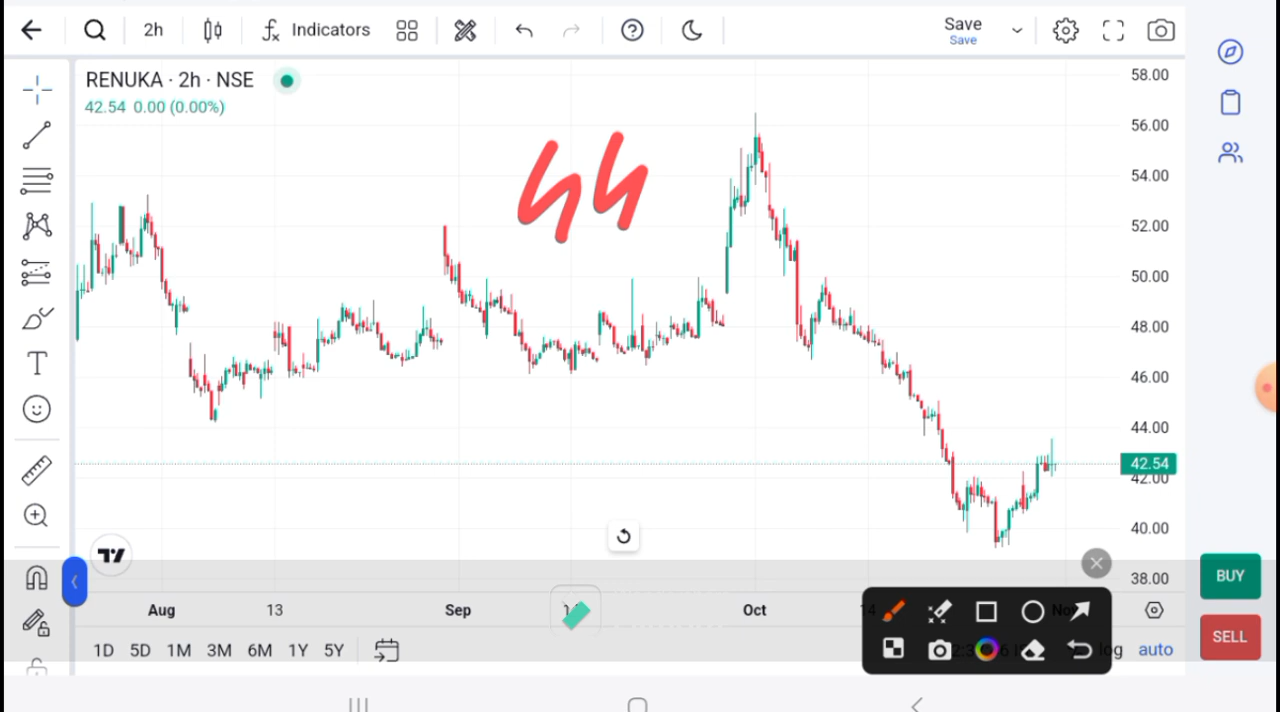 2h
Indicators
Save
Save
RENUKA · 2h · NSE
42.54 0.00 (0.00%)
44
58.00
56.00
54.00
52.00
50.00
48.00
46.00
44.00
42.54
42.00
40.00
38.00
BUY
SELL
Aug 13 Sep Oct 14 Nov
1D 5D 1M 3M 6M 1Y 5Y
log auto